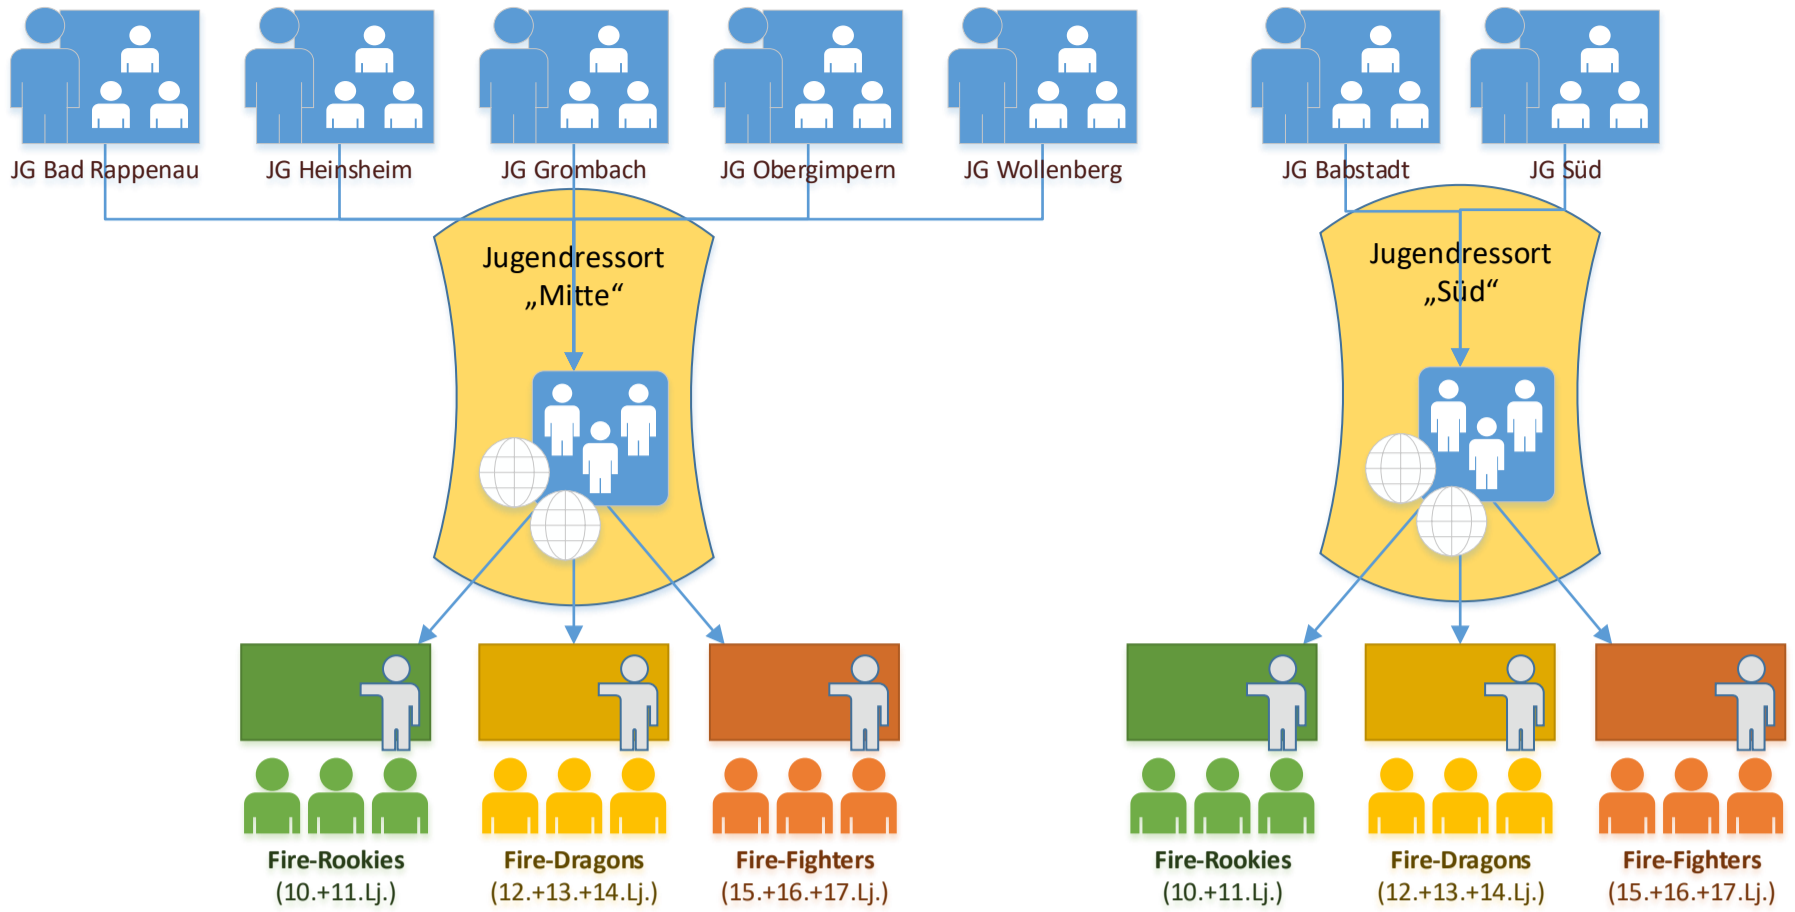 JG Bad Rappenau
JG Heinsheim
JG Grombach
JG Obergimpern
JG Wollenberg
JG Babstadt
JG Süd
Jugendressort
„Mitte“
Jugendressort
„Süd“
Fire-Rookies
(10.+11.Lj.)
Fire-Dragons
(12.+13.+14.Lj.)
Fire-Fighters
(15.+16.+17.Lj.)
Fire-Rookies
(10.+11.Lj.)
Fire-Dragons
(12.+13.+14.Lj.)
Fire-Fighters
(15.+16.+17.Lj.)